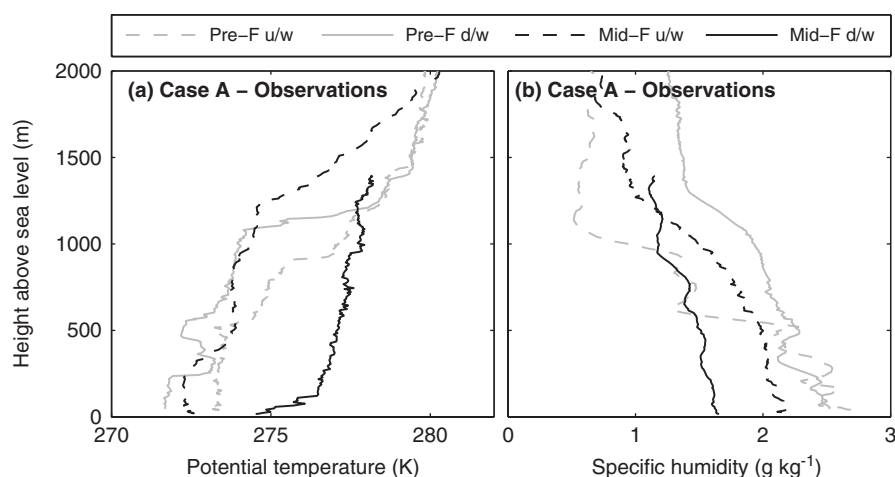 Pre−F u/w Pre−F d/w Mid−F u/w Mid−F d/w
(a) Case A − Observations
(b) Case A − Observations
Height above sea level (m)
2000
1500
1000
500
0
270 275 280
0 1 2 3
Potential temperature (K)
Specific humidity (g kg-1)